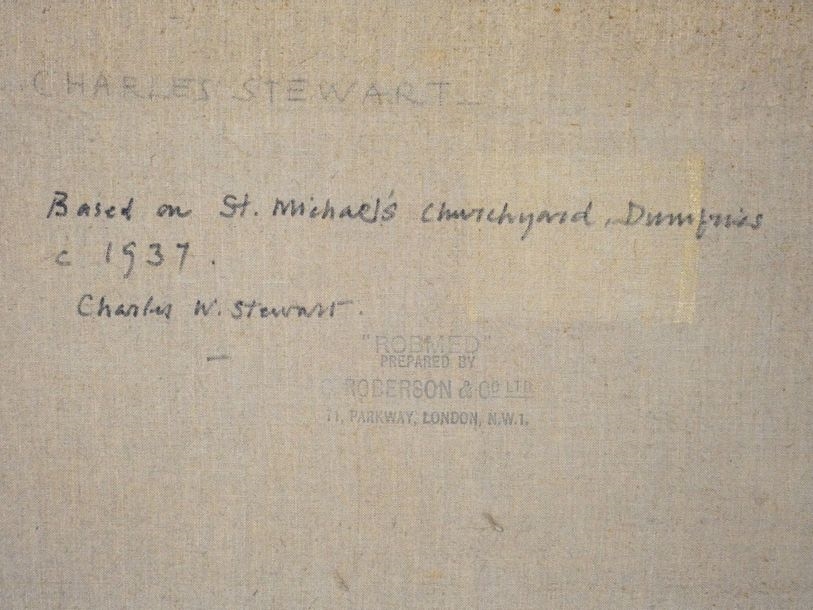 CHARLES STEWART
Based on St. Michael's Churchyard, Dumfries
c 1937.
Charles W. Stewart.
"ROBMED"
PREPARED BY
C. ROBERSON & CO LTD
71, PARKWAY, LONDON, N.W.1.